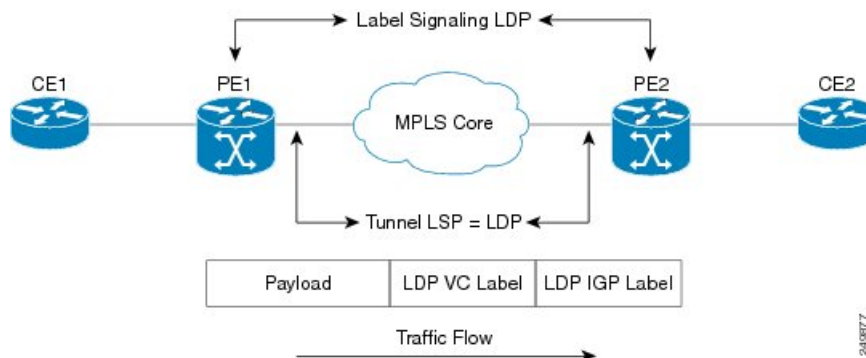 Label Signaling LDP
CE1
PE1
PE2
CE2
MPLS Core
Tunnel LSP = LDP
Payload
LDP VC Label
LDP IGP Label
Traffic Flow